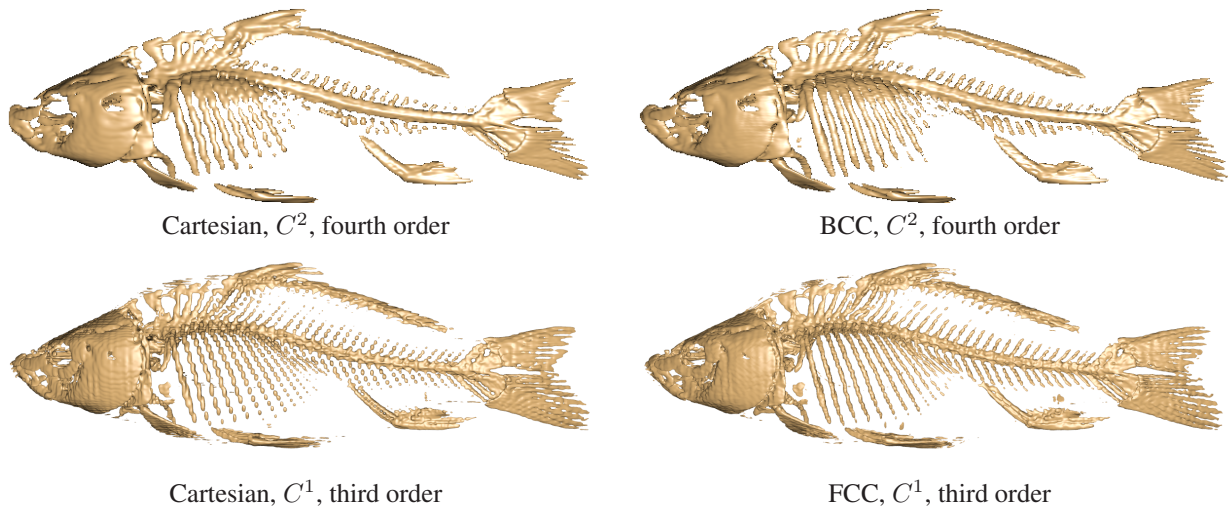 Cartesian, C², fourth order
BCC, C², fourth order
Cartesian, C¹, third order
FCC, C¹, third order